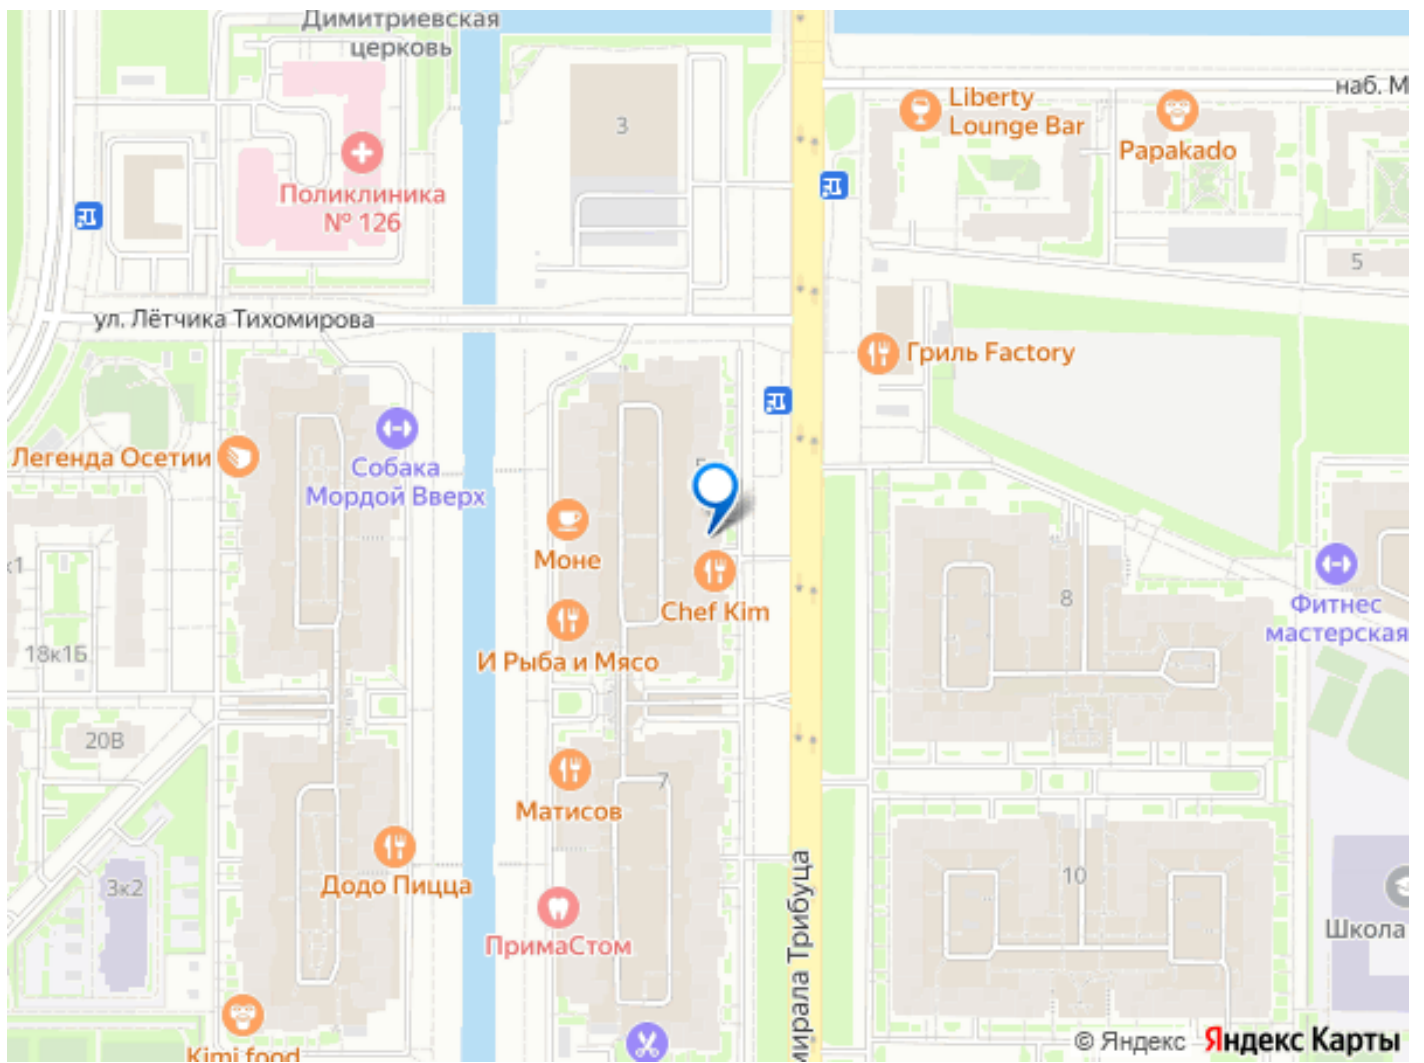 Димитриевская
церковь
наб. М
Liberty
Lounge Bar
Papakado
3
Поликлиника
№ 126
5
ул. Лётчика Тихомирова
Гриль Factory
Легенда Осетии
Собака
Мордой Вверх
Моне
Chef Kim
8
Фитнес
мастерская
к1
18к1Б
И Рыба и Мясо
20В
7
Матисов
Додо Пицца
3к2
10
мирала Трибуца
Школа
ПримаСтом
Kimi food
© Яндекс Яндекс Карты